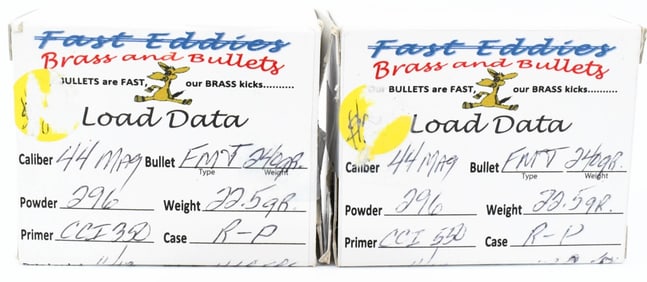 Fast Eddies
Brass and Bullets
BULLETS are FAST, our BRASS kicks..........
Load Data
Caliber 44 MAG Bullet FMT 240gR.
Type Weight
Powder 296 Weight 22.5gR.
Primer CCI 350 Case R-P
Fast Eddies
Brass and Bullets
Our BULLETS are FAST, our BRASS kicks..........
Load Data
Caliber 44 MAG Bullet FMT 240gR.
Type Weight
Powder 296 Weight 22.5gR.
Primer CCI Case R-P